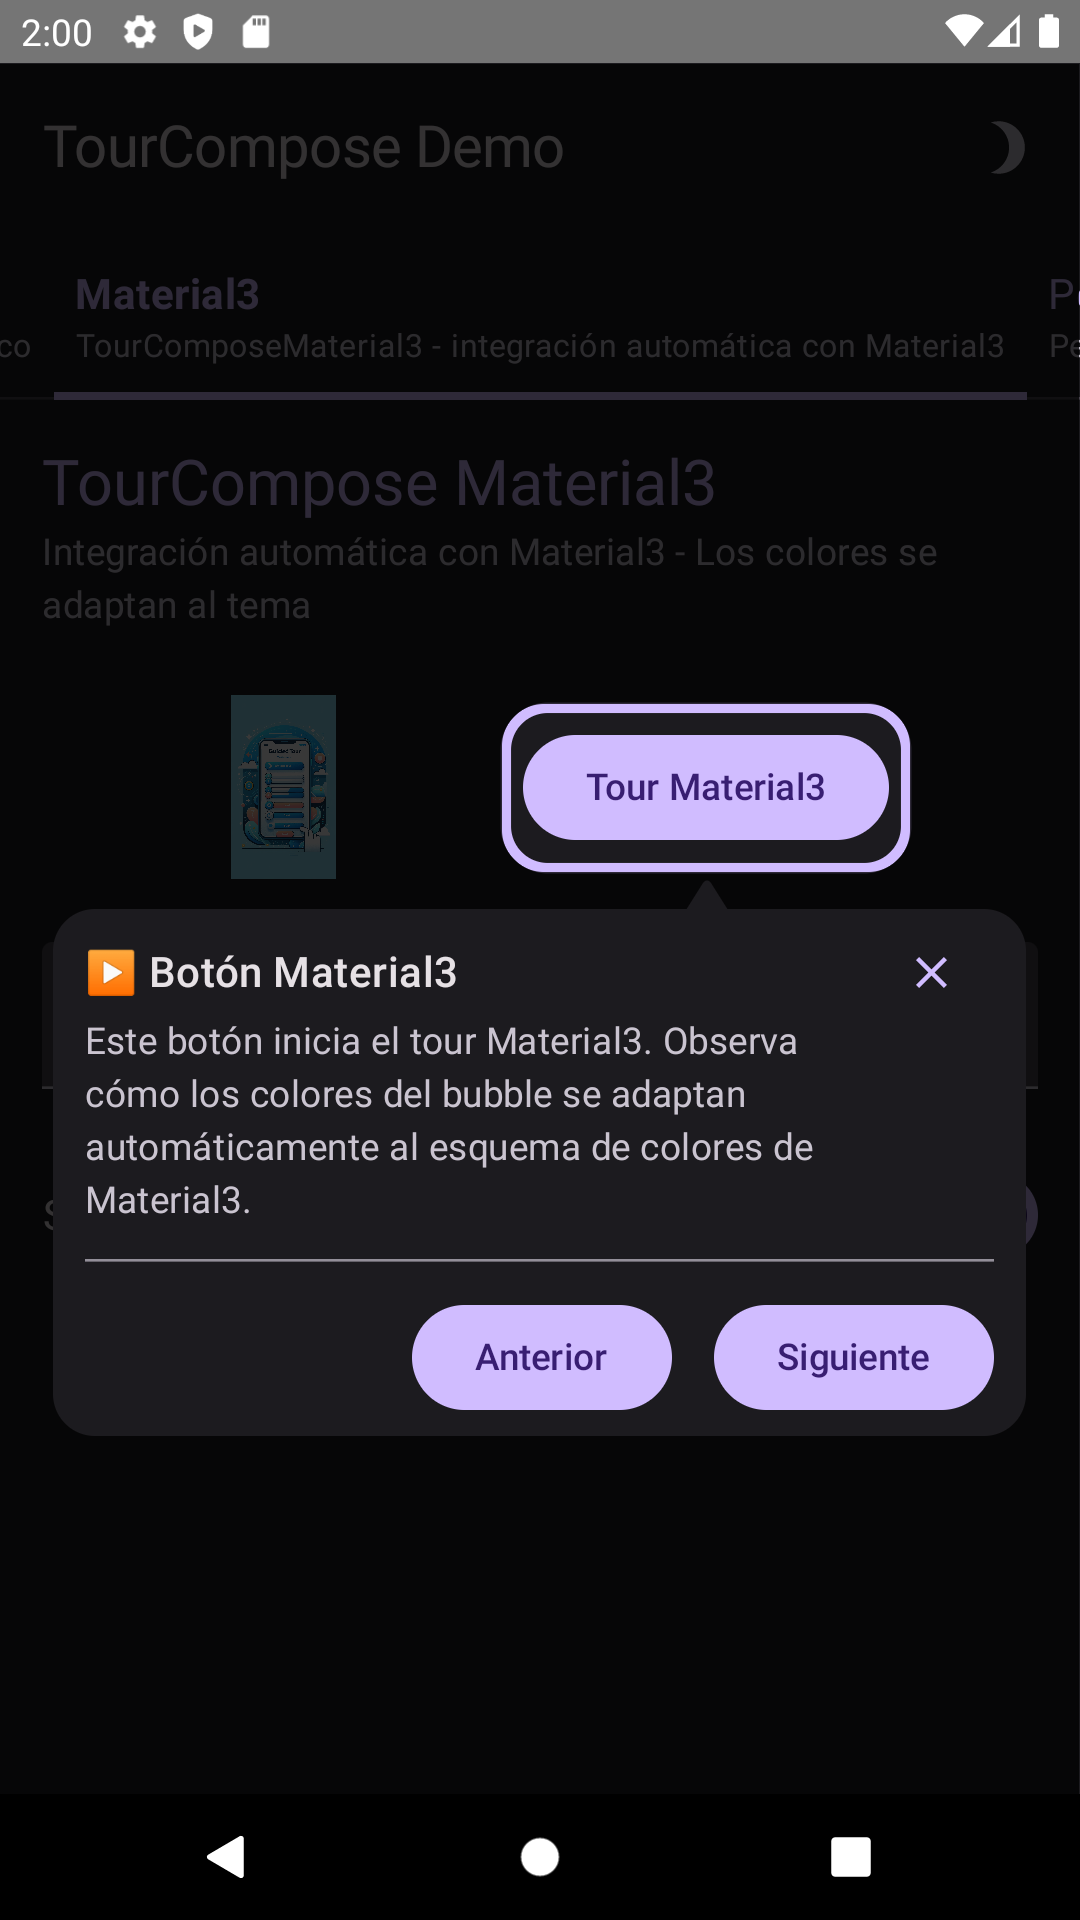 2:00
TourCompose Demo
Material3
TourComposeMaterial3 - integración automática con Material3
TourCompose Material3
Integración automática con Material3 - Los colores se
adaptan al tema
Tour Material3
Botón Material3
Este botón inicia el tour Material3. Observa
cómo los colores del bubble se adaptan
automáticamente al esquema de colores de
Material3.
Anterior
Siguiente